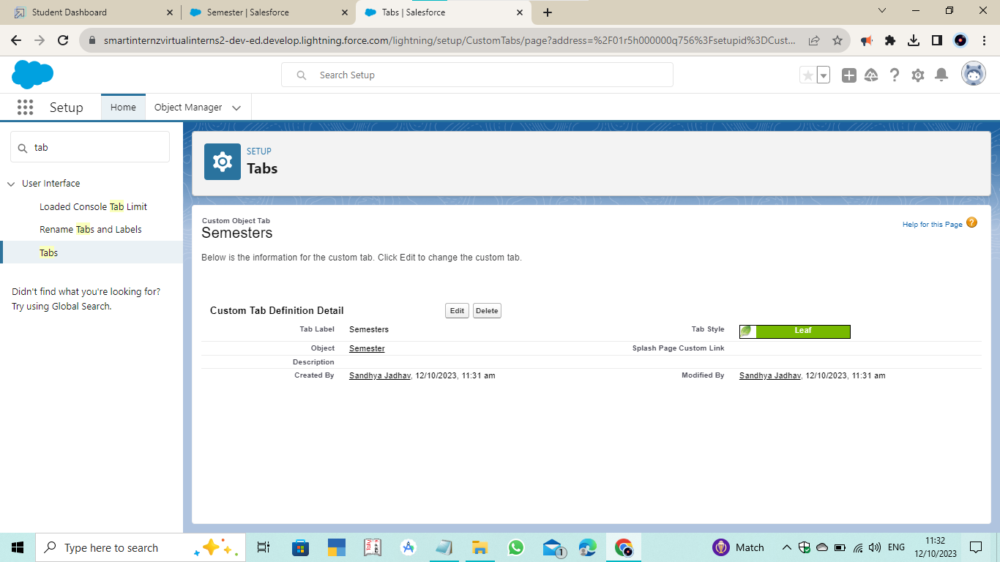 Student Dashboard
Semester | Salesforce
Tabs | Salesforce
smartinternzvirtualinterns2-dev-ed.develop.lightning.force.com/lightning/setup/CustomTabs/page?address=%2F01r5h000000q756%3Fsetupid%3DCust...
Search Setup
Setup
Home
Object Manager
tab
User Interface
Loaded Console Tab Limit
Rename Tabs and Labels
Tabs
Didn't find what you're looking for?
Try using Global Search.
SETUP
Tabs
Custom Object Tab
Semesters
Help for this Page ?
Below is the information for the custom tab. Click Edit to change the custom tab.
Custom Tab Definition Detail
Edit
Delete
Tab Label Semesters
Tab Style Leaf
Object Semester
Splash Page Custom Link
Description
Created By Sandhya Jadhav, 12/10/2023, 11:31 am
Modified By Sandhya Jadhav, 12/10/2023, 11:31 am
Type here to search
1
Match
ENG
11:32
12/10/2023